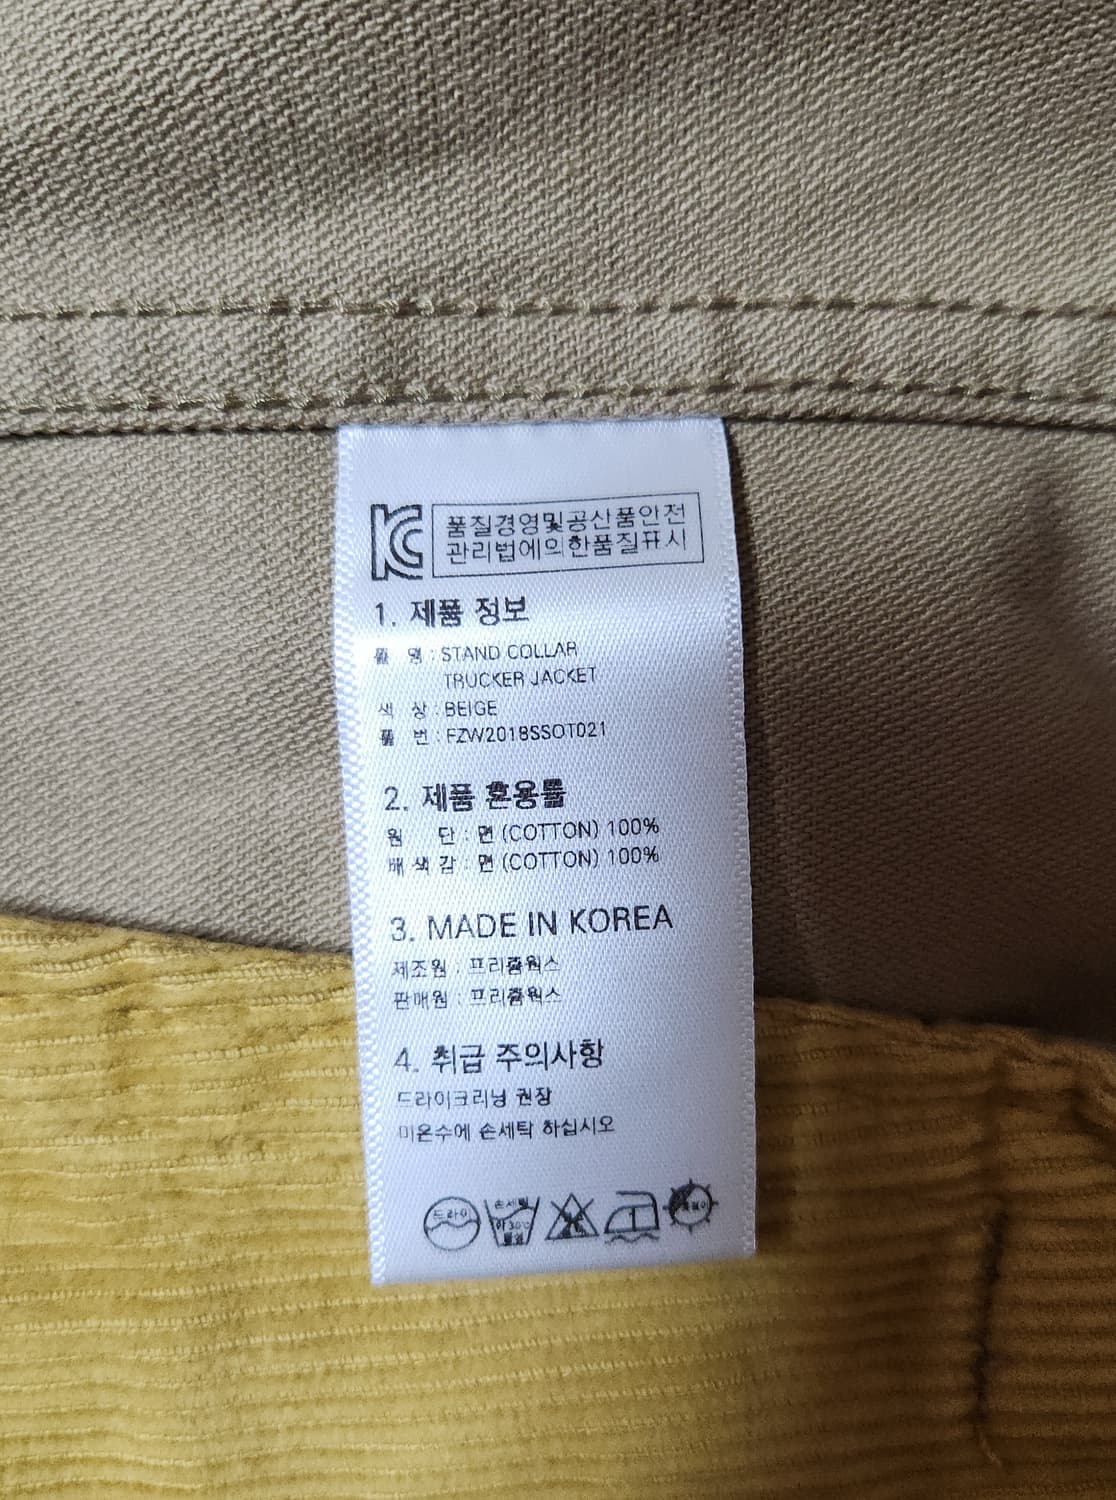 KC
품질경영및공산품안전
관리법에의한품질표시
1. 제품 정보
품 명 : STAND COLLAR
TRUCKER JACKET
색 상 : BEIGE
품 번 : FZW2018SSOT021
2. 제품 혼용률
원 단 : 면 (COTTON) 100%
배 색 감 : 면 (COTTON) 100%
3. MADE IN KOREA
제조원 : 프리즘웍스
판매원 : 프리즘웍스
4. 취급 주의사항
드라이크리닝 권장
미온수에 손세탁 하십시오
드라이
손세탁
약30℃
중성